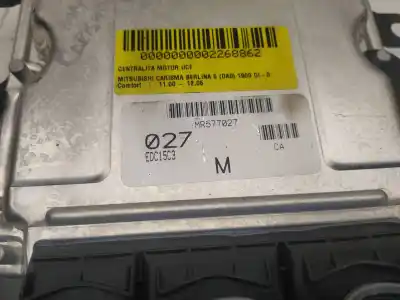 0000000002268862
CENTRALITA MOTOR UCE
MITSUBISHI CARISMA BERLINA 5 (DA0) 1900 DI - D
Comfort | 11.00 - 12.06
MR577027
027
EDC15C3
CA
M